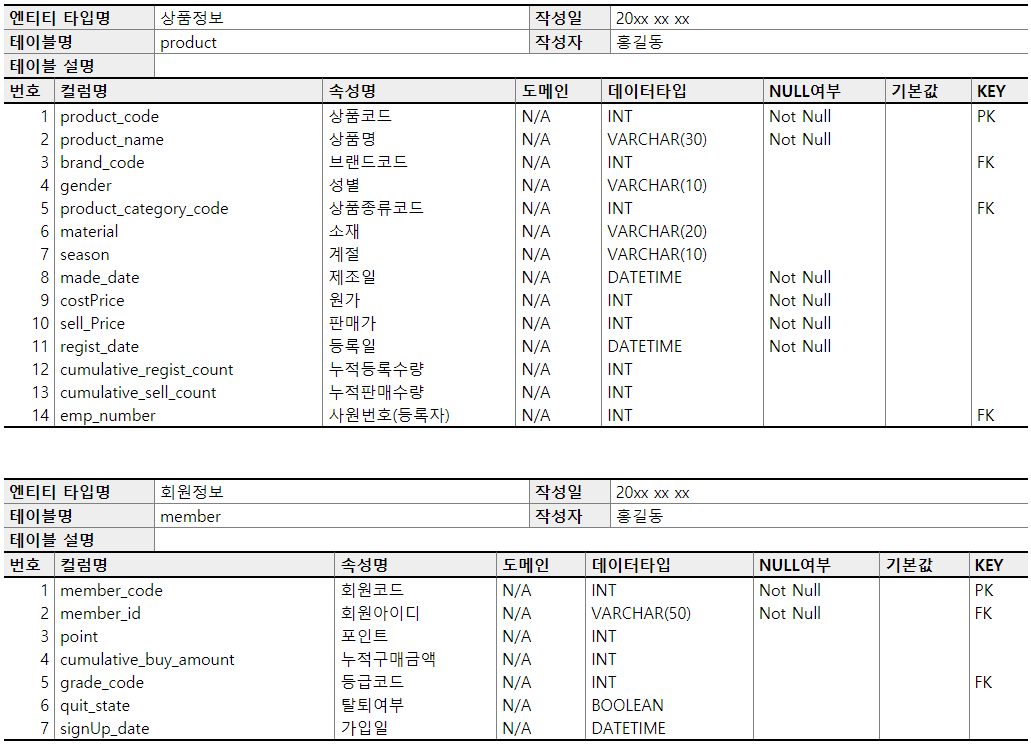 엔티티 타입명 상품정보 작성일 20xx xx xx
테이블명 product 작성자 홍길동
테이블 설명
번호 컬럼명 속성명 도메인 데이터타입 NULL여부 기본값 KEY
1 product_code 상품코드 N/A INT Not Null PK
2 product_name 상품명 N/A VARCHAR(30) Not Null
3 brand_code 브랜드코드 N/A INT FK
4 gender 성별 N/A VARCHAR(10)
5 product_category_code 상품종류코드 N/A INT FK
6 material 소재 N/A VARCHAR(20)
7 season 계절 N/A VARCHAR(10)
8 made_date 제조일 N/A DATETIME Not Null
9 costPrice 원가 N/A INT Not Null
10 sell_Price 판매가 N/A INT Not Null
11 regist_date 등록일 N/A DATETIME Not Null
12 cumulative_regist_count 누적등록수량 N/A INT
13 cumulative_sell_count 누적판매수량 N/A INT
14 emp_number 사원번호(등록자) N/A INT FK
엔티티 타입명 회원정보 작성일 20xx xx xx
테이블명 member 작성자 홍길동
테이블 설명
번호 컬럼명 속성명 도메인 데이터타입 NULL여부 기본값 KEY
1 member_code 회원코드 N/A INT Not Null PK
2 member_id 회원아이디 N/A VARCHAR(50) Not Null FK
3 point 포인트 N/A INT
4 cumulative_buy_amount 누적구매금액 N/A INT
5 grade_code 등급코드 N/A INT FK
6 quit_state 탈퇴여부 N/A BOOLEAN
7 signUp_date 가입일 N/A DATETIME